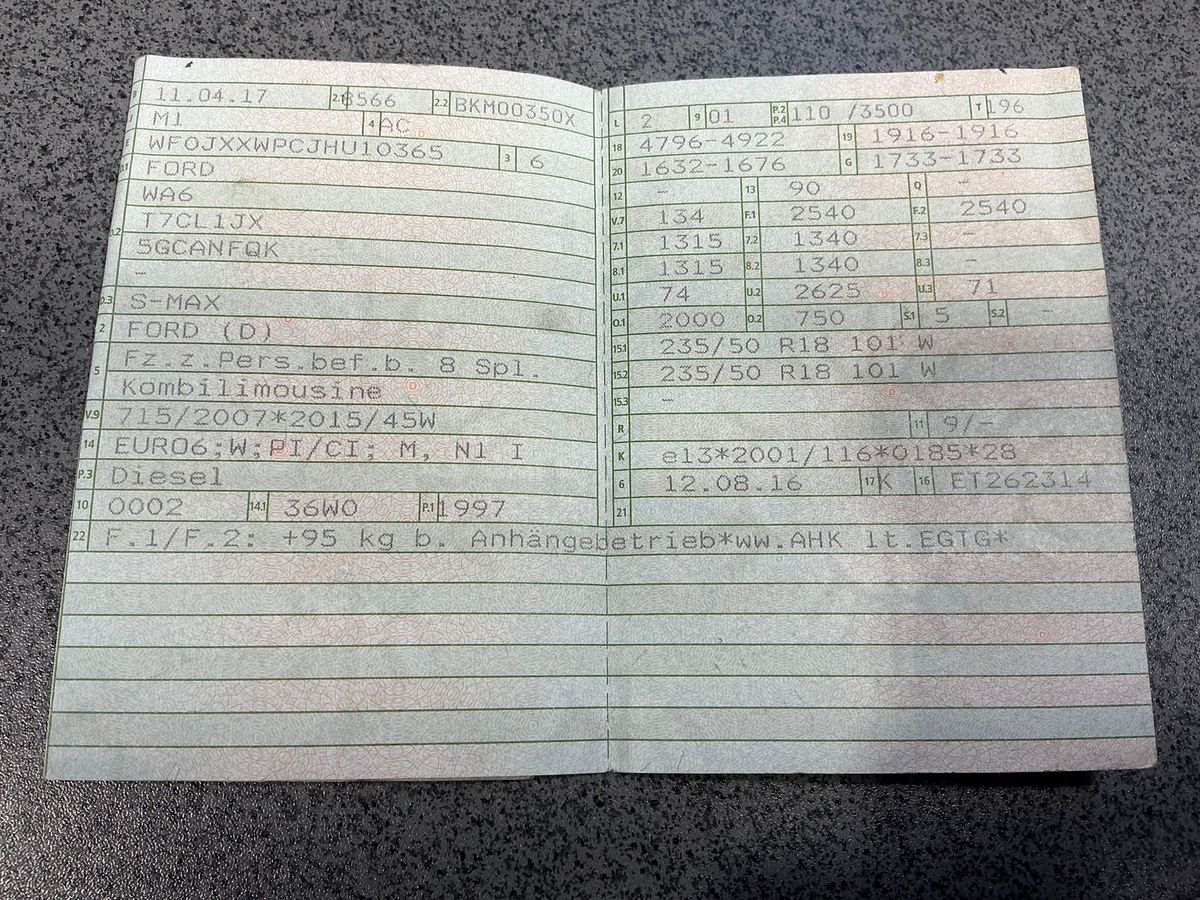 11.04.17 2.1 8566 2.2 BKM00350X
M1 4 AC
WF0JXXWPCJHU10365 3 6
FORD
WA6
T7CL1JX
5GCANFQK
-
D.3 S-MAX
2 FORD (D)
5 Fz.z.Pers.bef.b. 8 Spl.
Kombilimousine
V.9 715/2007*2015/45W
14 EURO6;W;PI/CI; M, N1 I
P.3 Diesel
10 0002 14.1 36W0 P.1 1997
L 2 9 01 P.2 P.4 110 /3500 T 196
18 4796-4922 19 1916-1916
20 1632-1676 G 1733-1733
12 - 13 90 Q -
V.7 134 F.1 2540 F.2 2540
7.1 1315 7.2 1340 7.3 -
8.1 1315 8.2 1340 8.3 -
U.1 74 U.2 2625 U.3 71
O.1 2000 O.2 750 S.1 5 S.2 -
15.1 235/50 R18 101 W
15.2 235/50 R18 101 W
15.3 -
R 11 9/-
K e13*2001/116*0185*28
6 12.08.16 17 K 16 ET262314
21
22 F.1/F.2: +95 kg b. Anhängebetrieb*ww.AHK lt.EGTG*